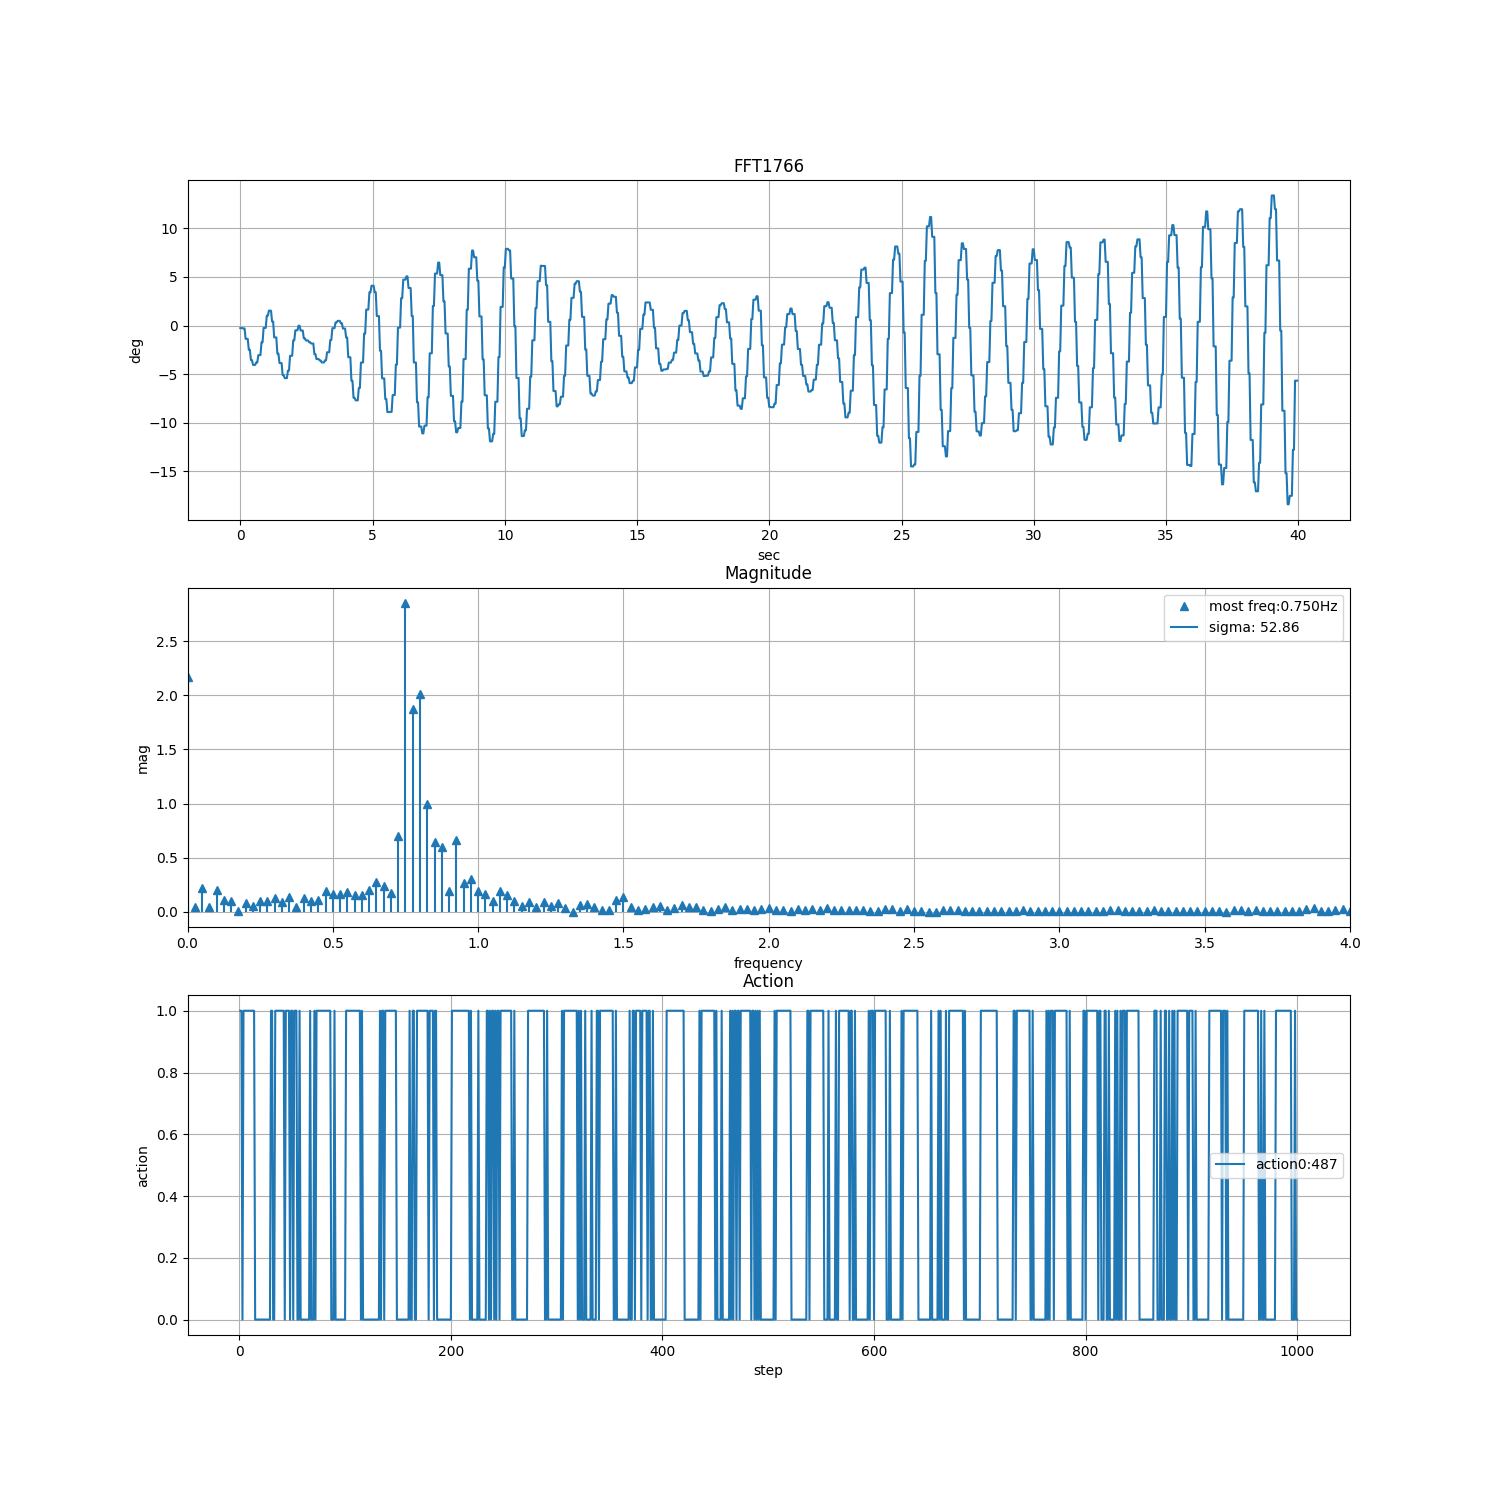 FFT1766
deg
10
5
0
−5
−10
−15
0 5 10 15 20 25 30 35 40
sec
Magnitude
mag
2.5
2.0
1.5
1.0
0.5
0.0
most freq:0.750Hz
sigma: 52.86
0.0 0.5 1.0 1.5 2.0 2.5 3.0 3.5 4.0
frequency
Action
action
1.0
0.8
0.6
0.4
0.2
0.0
action0:487
0 200 400 600 800 1000
step